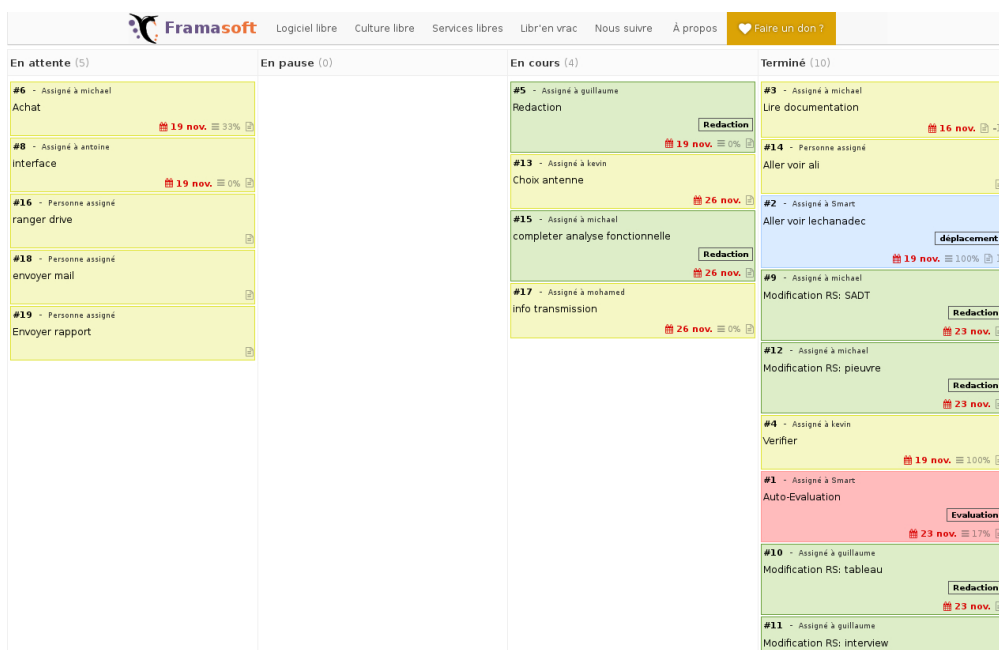 Framasoft
Logiciel libre
Culture libre
Services libres
Libr'en vrac
Nous suivre
À propos
Faire un don ?
En attente (5)
#6 - Assigné à michael
Achat
19 nov. 33%
#8 - Assigné à antoine
interface
19 nov. 0%
#16 - Personne assigné
ranger drive
#18 - Personne assigné
envoyer mail
#19 - Personne assigné
Envoyer rapport
En pause (0)
En cours (4)
#5 - Assigné à guillaume
Redaction
Redaction
19 nov. 0%
#13 - Assigné à kevin
Choix antenne
26 nov.
#15 - Assigné à michael
completer analyse fonctionnelle
Redaction
26 nov.
#17 - Assigné à mohamed
info transmission
26 nov. 0%
Terminé (10)
#3 - Assigné à michael
Lire documentation
16 nov.
#14 - Personne assigné
Aller voir ali
#2 - Assigné à Smart
Aller voir lechanadec
déplacement
19 nov. 100%
#9 - Assigné à michael
Modification RS: SADT
Redaction
23 nov.
#12 - Assigné à michael
Modification RS: pieuvre
Redaction
23 nov.
#4 - Assigné à kevin
Verifier
19 nov. 100%
#1 - Assigné à Smart
Auto-Evaluation
Evaluation
23 nov. 17%
#10 - Assigné à guillaume
Modification RS: tableau
Redaction
23 nov.
#11 - Assigné à guillaume
Modification RS: interview